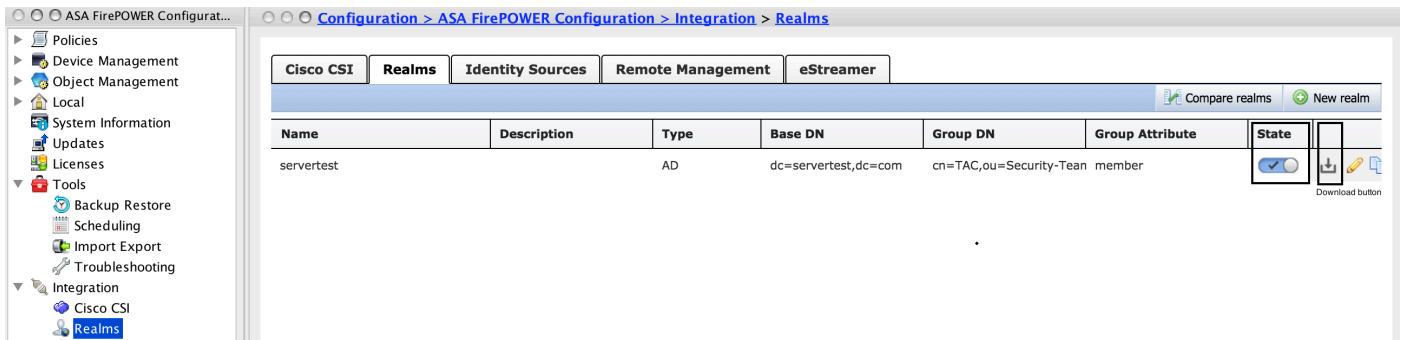 ASA FirePOWER Configurat...
Policies
Device Management
Object Management
Local
System Information
Updates
Licenses
Tools
Backup Restore
Scheduling
Import Export
Troubleshooting
Integration
Cisco CSI
Realms
Configuration > ASA FirePOWER Configuration > Integration > Realms
Cisco CSI Realms Identity Sources Remote Management eStreamer
Compare realms New realm
Name Description Type Base DN Group DN Group Attribute State
servertest AD dc=servertest,dc=com cn=TAC,ou=Security-Tean member
Download button